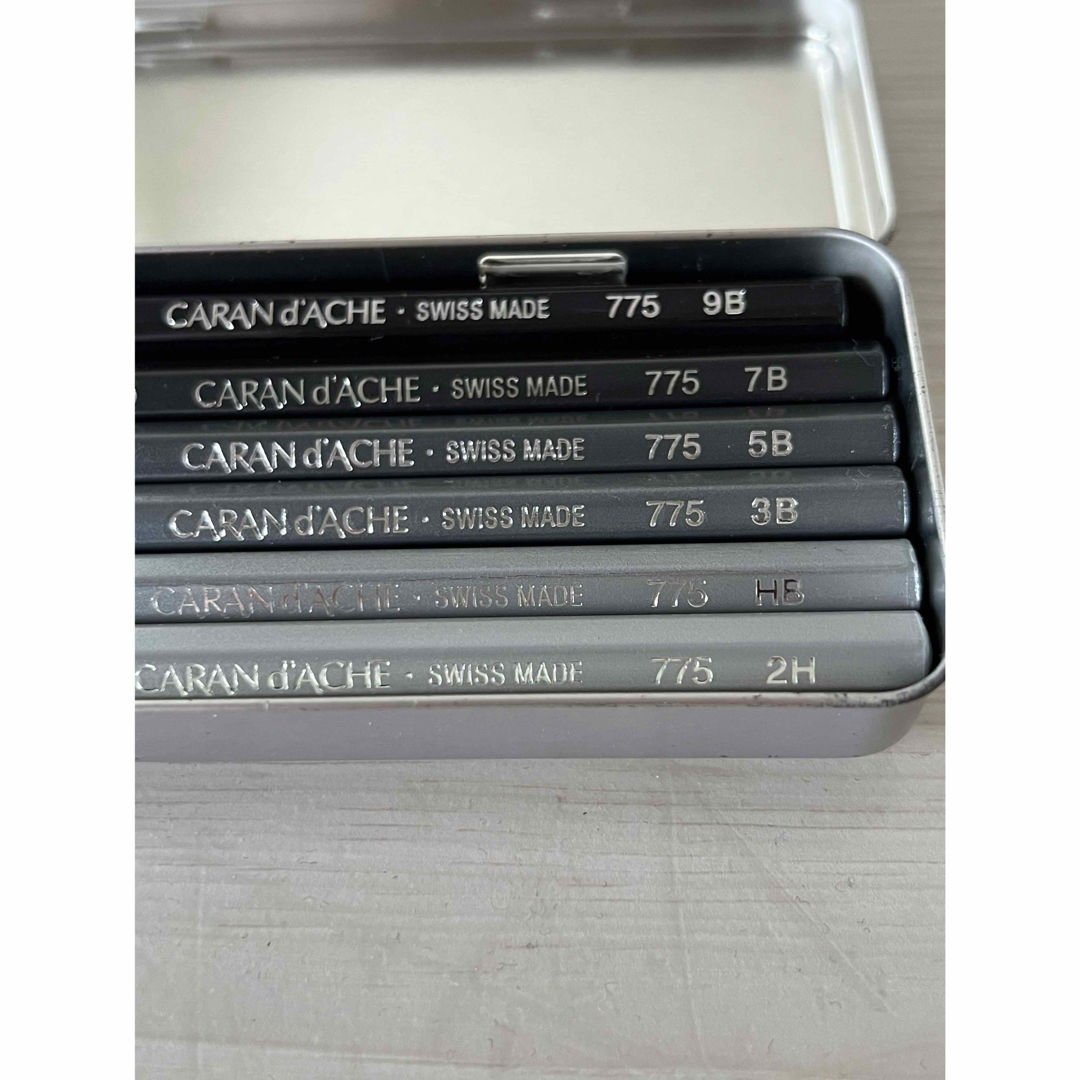 CARAN d'ACHE · SWISS MADE 775 9B
CARAN d'ACHE · SWISS MADE 775 7B
CARAN d'ACHE · SWISS MADE 775 5B
CARAN d'ACHE · SWISS MADE 775 3B
CARAN d'ACHE · SWISS MADE 775 HB
CARAN d'ACHE · SWISS MADE 775 2H